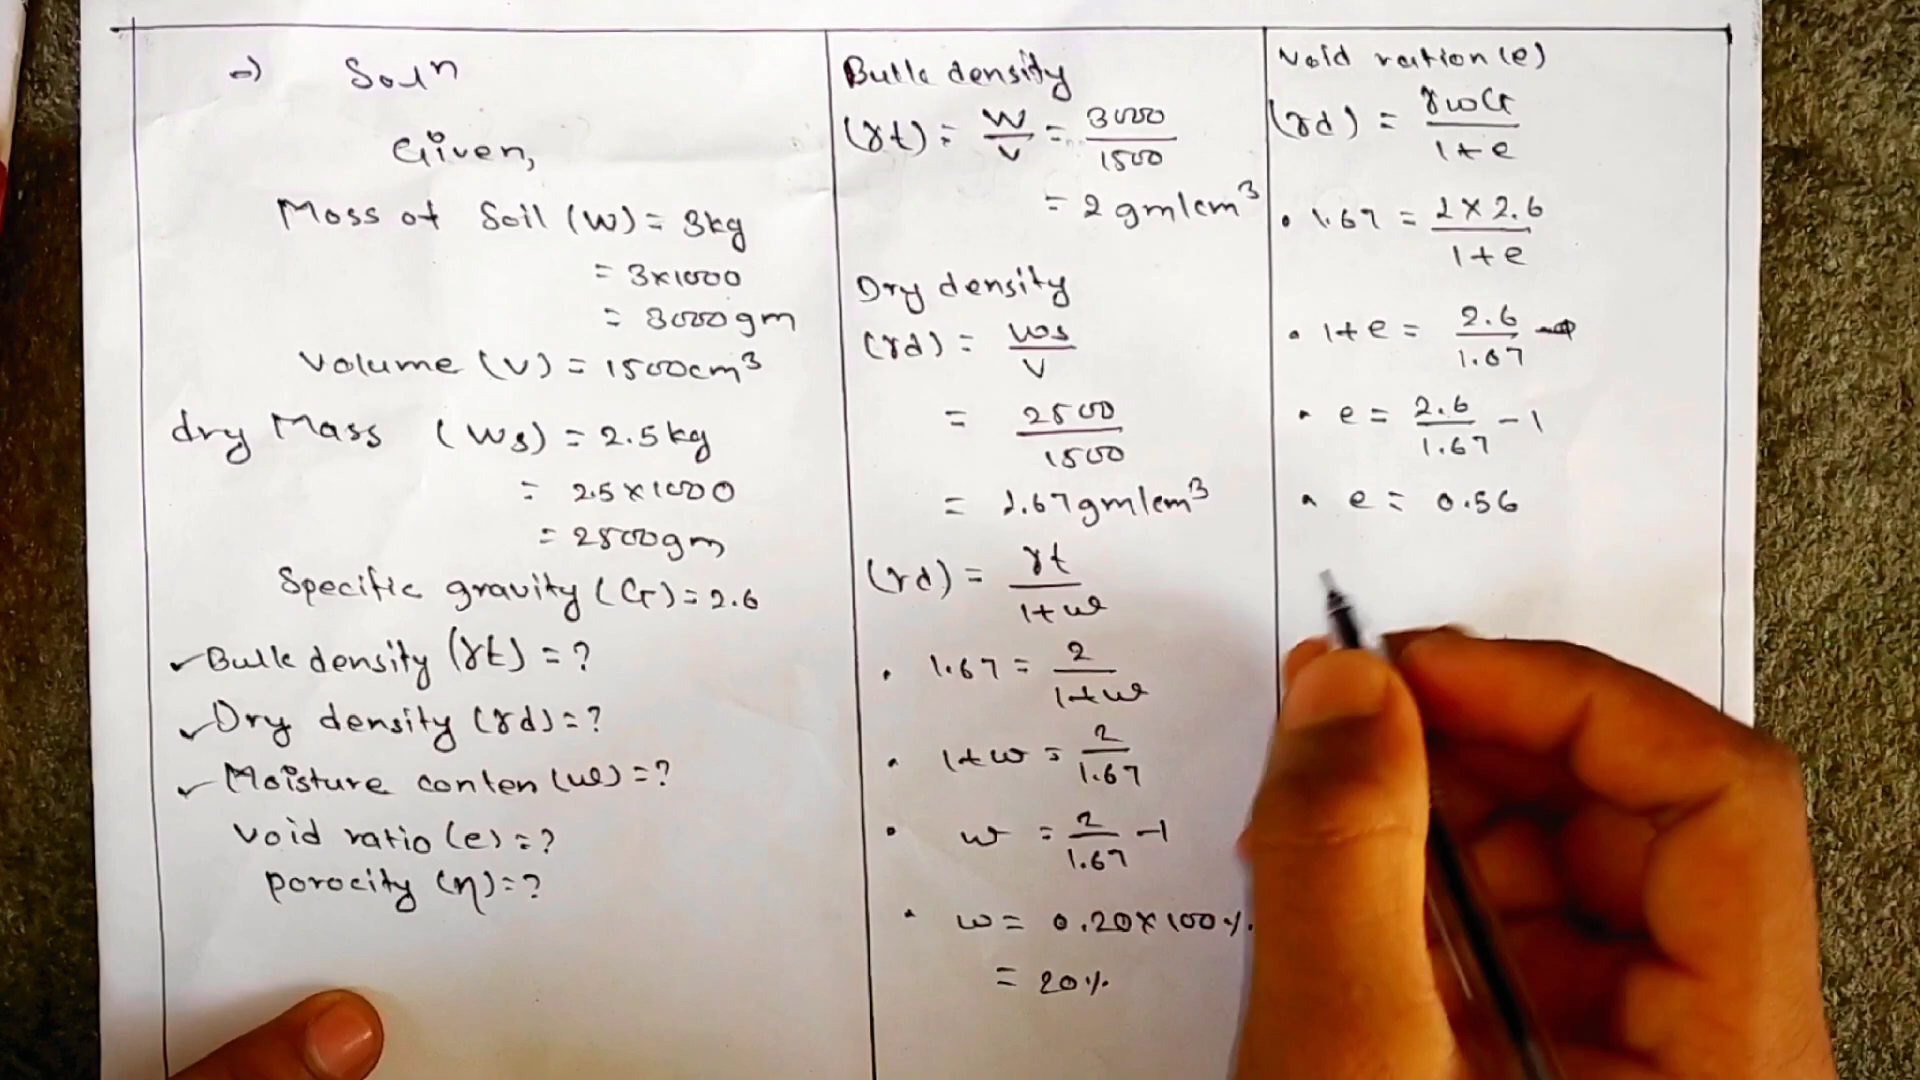 =) Solⁿ
Given,
Mass of Soil (W) = 3kg
= 3×1000
= 3000gm
Volume (V) = 1500cm³
dry Mass (Ws) = 2.5kg
= 2.5×1000
= 2500gm
Specific gravity (G) = 2.6
✓ Bulk density (γt) = ?
✓ Dry density (γd) = ?
✓ Moisture conten (w) = ?
Void ratio (e) = ?
Porocity (η) = ?
Bulk density
(γt) = W/V = 3000/1500
= 2 gm/cm³
Dry density
(γd) = Ws/V
= 2500/1500
= 1.67gm/cm³
(γd) = γt/1+w
• 1.67 = 2/1+w
• 1+w = 2/1.67
• w = 2/1.67 - 1
• w = 0.20×100%
= 20%
Void ration (e)
(γd) = γwG/1+e
• 1.67 = 1×2.6/1+e
• 1+e = 2.6/1.67
• e = 2.6/1.67 - 1
• e = 0.56